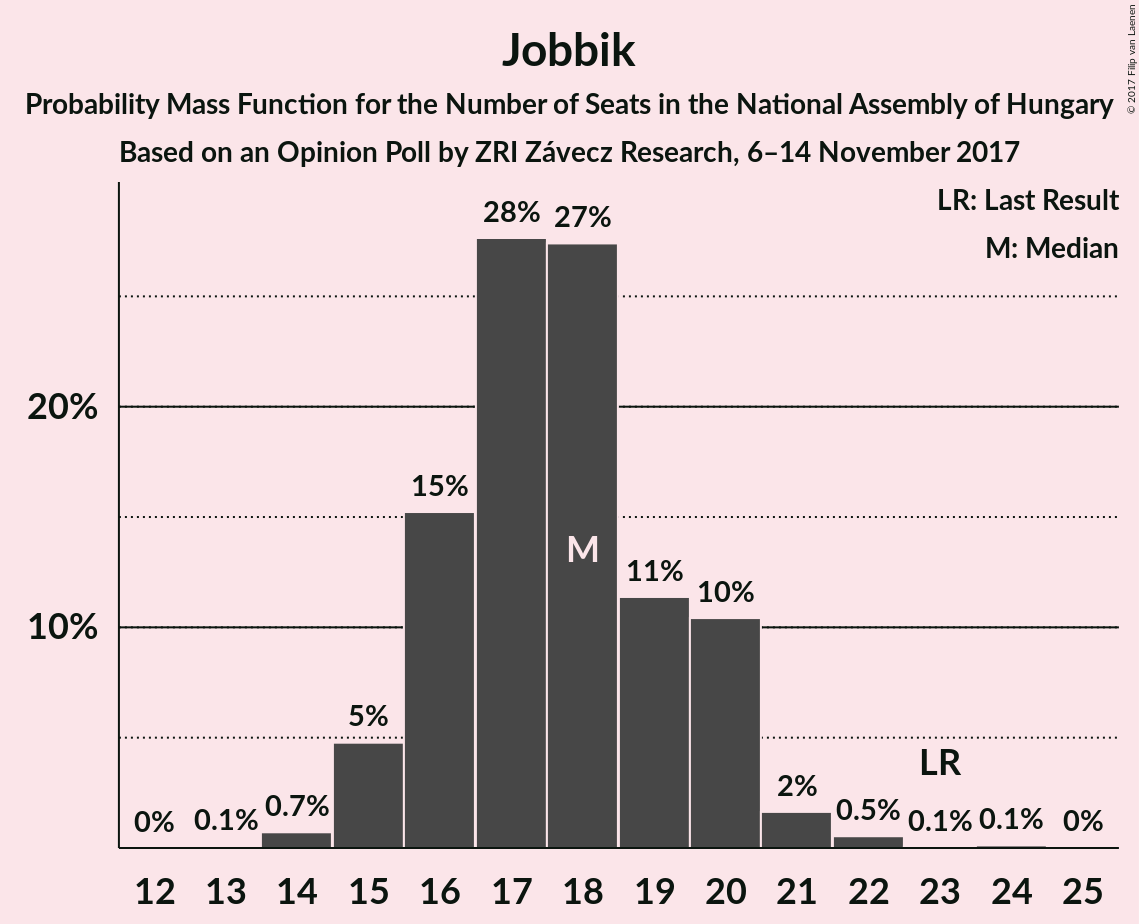 Jobbik
Probability Mass Function for the Number of Seats in the National Assembly of Hungary
Based on an Opinion Poll by ZRI Závecz Research, 6–14 November 2017
© 2017 Filip van Laenen
LR: Last Result
M: Median
28%
27%
20%
15%
M
11%
10%
10%
5%
LR
2%
0%
0.1%
0.7%
0.5%
0.1%
0.1%
0%
12 13 14 15 16 17 18 19 20 21 22 23 24 25